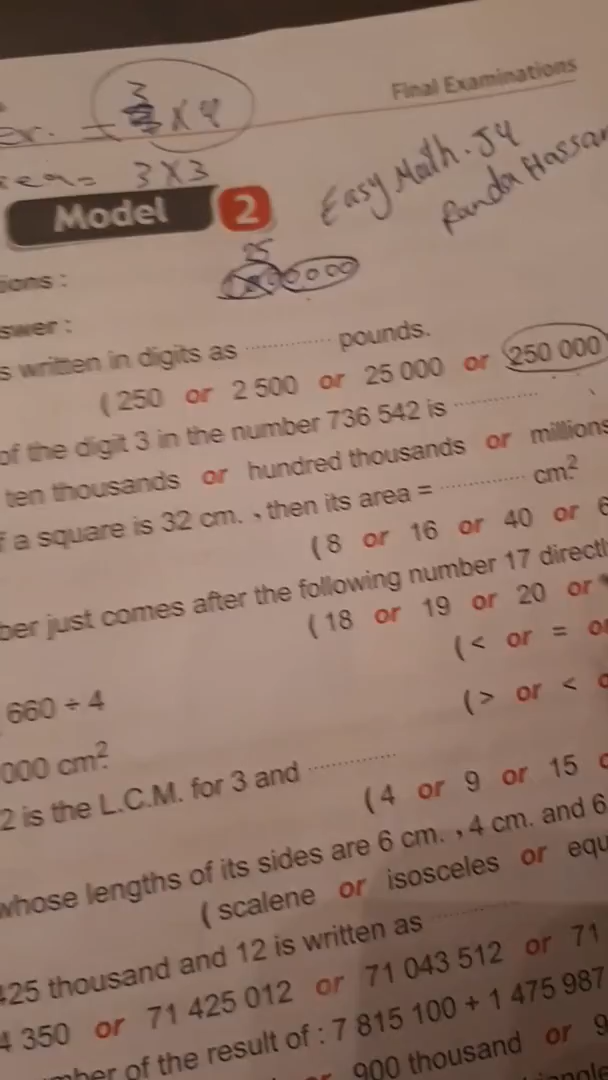 Final Examinations
3 × 4
= 3 × 3
Model 2
Easy Math. J4
Randa Hassan
25
0000
s written in digits as ............ pounds.
( 250 or 2 500 or 25 000 or 250 000
of the digit 3 in the number 736 542 is ............
ten thousands or hundred thousands or millions
f a square is 32 cm. , then its area = ............ cm².
( 8 or 16 or 40 or 6
ber just comes after the following number 17 directl
( 18 or 19 or 20 or
( < or = or
660 ÷ 4
( > or <
000 cm².
2 is the L.C.M. for 3 and ............
( 4 or 9 or 15
whose lengths of its sides are 6 cm. , 4 cm. and 6
( scalene or isosceles or equ
425 thousand and 12 is written as ............
4 350 or 71 425 012 or 71 043 512 or 71
mber of the result of : 7 815 100 + 1 475 987
or 900 thousand or 9